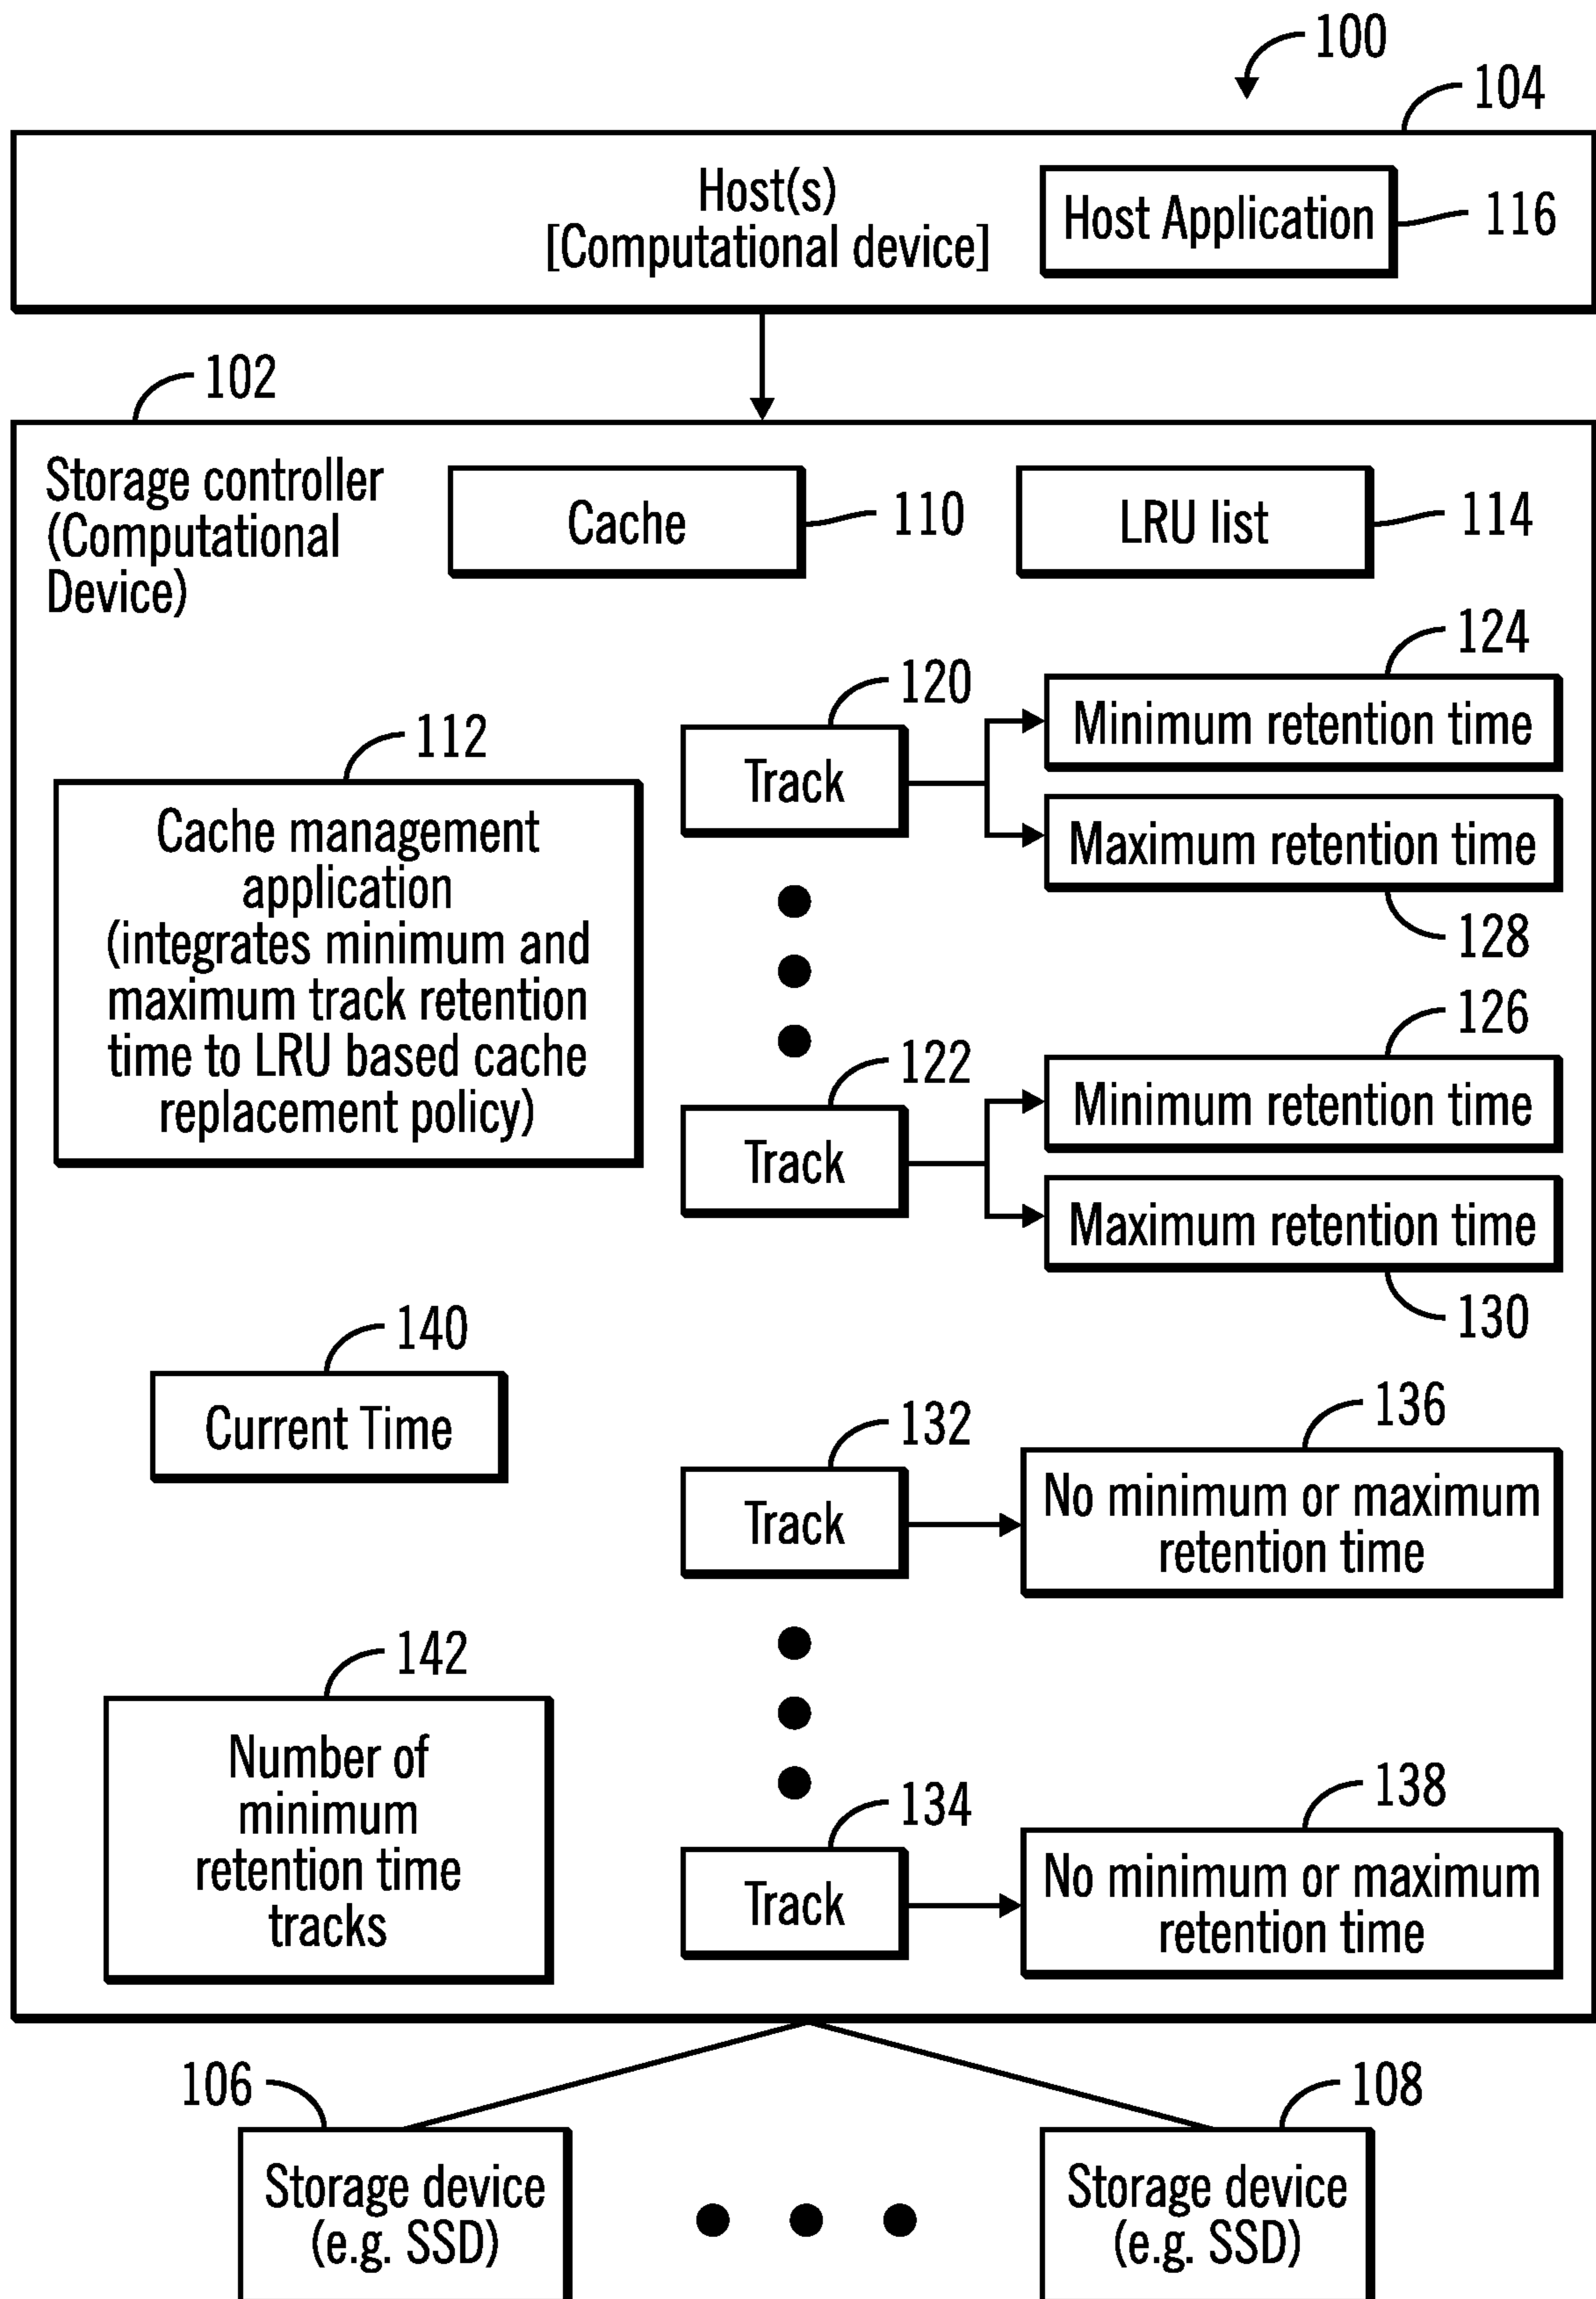 100
104
Host(s)
[Computational device]
Host Application
116
102
Storage controller
(Computational
Device)
Cache
110
LRU list
114
124
120
Minimum retention time
112
Track
Cache management
application
(integrates minimum and
maximum track retention
time to LRU based cache
replacement policy)
Maximum retention time
128
126
122
Minimum retention time
Track
Maximum retention time
130
140
Current Time
136
132
No minimum or maximum
retention time
Track
142
Number of
minimum
retention time
tracks
138
134
No minimum or maximum
retention time
Track
106
108
Storage device
(e.g. SSD)
Storage device
(e.g. SSD)